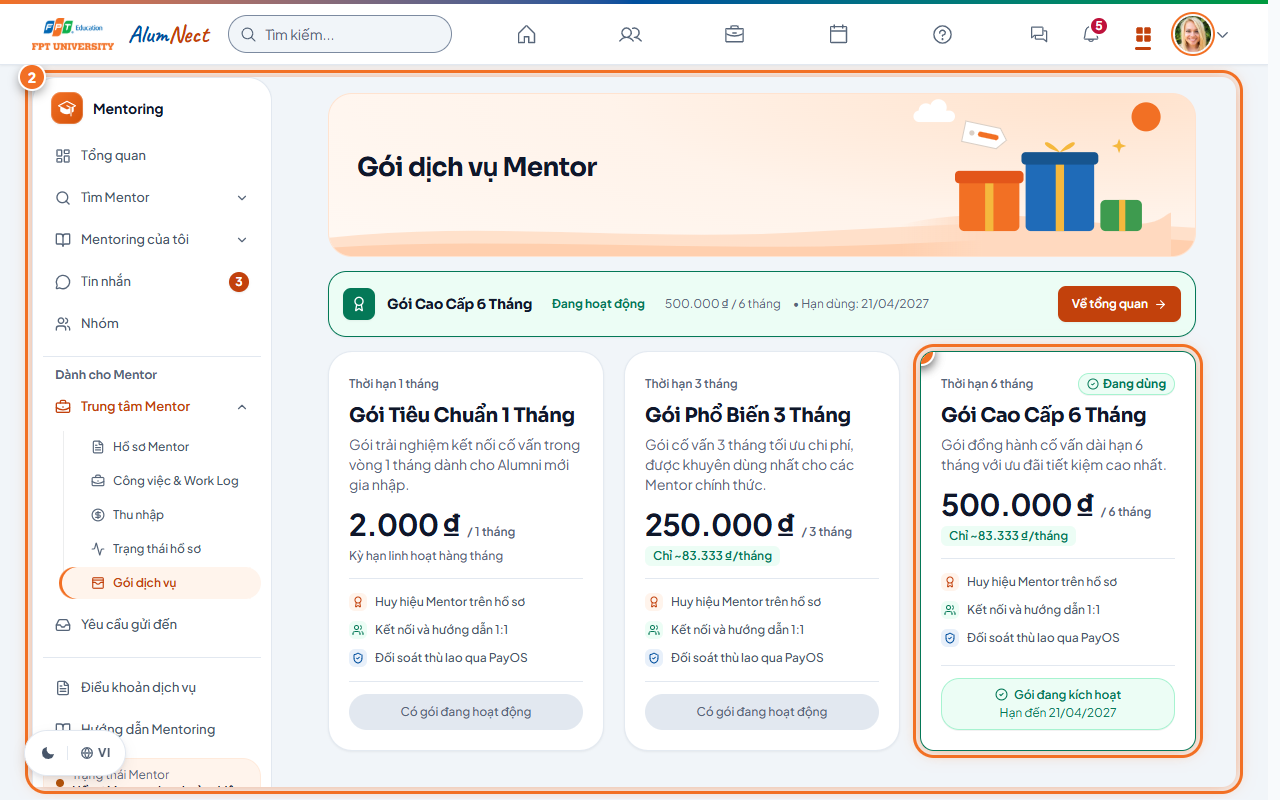 FPT Education
FPT UNIVERSITY
AlumNect
Tìm kiếm...
5
2
Mentoring
Tổng quan
Tìm Mentor
Mentoring của tôi
Tin nhắn
3
Nhóm
Dành cho Mentor
Trung tâm Mentor
Hồ sơ Mentor
Công việc & Work Log
Thu nhập
Trạng thái hồ sơ
Gói dịch vụ
Yêu cầu gửi đến
Điều khoản dịch vụ
Hướng dẫn Mentoring
VI
Trạng thái Mentor
Gói dịch vụ Mentor
Gói Cao Cấp 6 Tháng
Đang hoạt động
500.000 ₫ / 6 tháng
• Hạn dùng: 21/04/2027
Về tổng quan →
Thời hạn 1 tháng
Gói Tiêu Chuẩn 1 Tháng
Gói trải nghiệm kết nối cố vấn trong
vòng 1 tháng dành cho Alumni mới
gia nhập.
2.000 ₫ / 1 tháng
Kỳ hạn linh hoạt hàng tháng
Huy hiệu Mentor trên hồ sơ
Kết nối và hướng dẫn 1:1
Đối soát thù lao qua PayOS
Có gói đang hoạt động
Thời hạn 3 tháng
Gói Phổ Biến 3 Tháng
Gói cố vấn 3 tháng tối ưu chi phí,
được khuyên dùng nhất cho các
Mentor chính thức.
250.000 ₫ / 3 tháng
Chỉ ~83.333 ₫/tháng
Huy hiệu Mentor trên hồ sơ
Kết nối và hướng dẫn 1:1
Đối soát thù lao qua PayOS
Có gói đang hoạt động
Thời hạn 6 tháng
Đang dùng
Gói Cao Cấp 6 Tháng
Gói đồng hành cố vấn dài hạn 6
tháng với ưu đãi tiết kiệm cao nhất.
500.000 ₫ / 6 tháng
Chỉ ~83.333 ₫/tháng
Huy hiệu Mentor trên hồ sơ
Kết nối và hướng dẫn 1:1
Đối soát thù lao qua PayOS
Gói đang kích hoạt
Hạn đến 21/04/2027